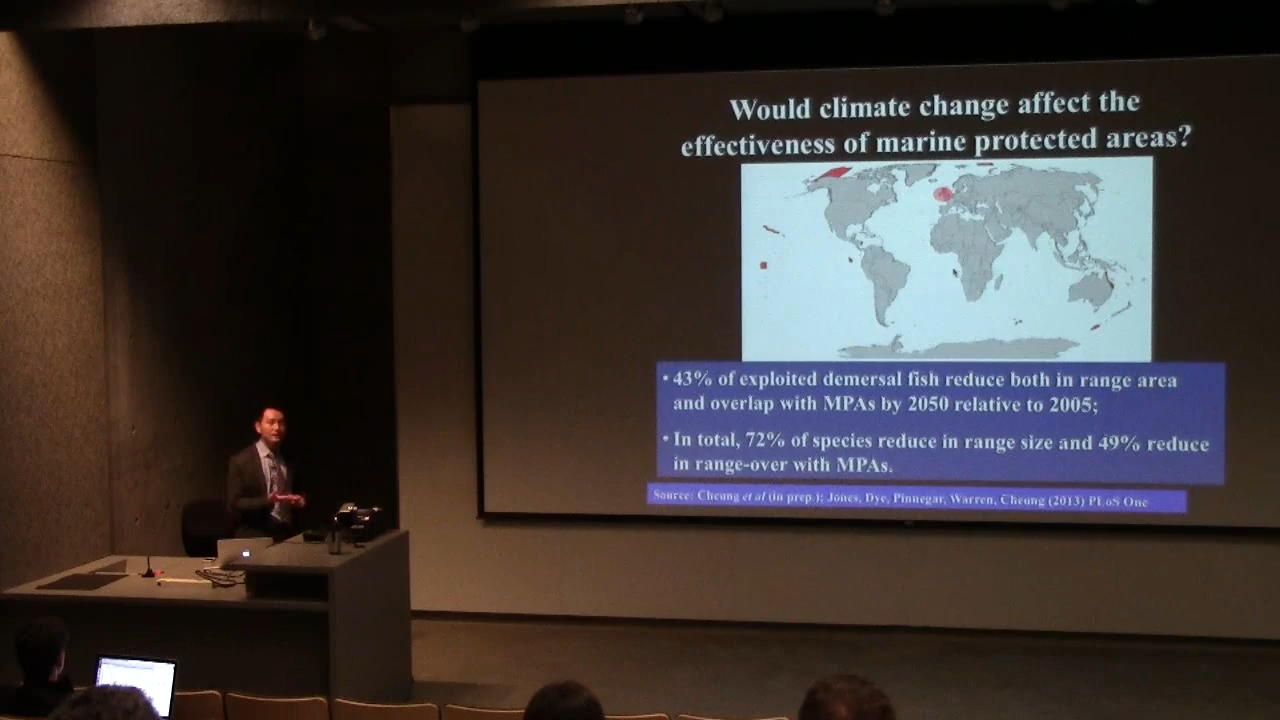 Would climate change affect the
effectiveness of marine protected areas?
• 43% of exploited demersal fish reduce both in range area
and overlap with MPAs by 2050 relative to 2005;
• In total, 72% of species reduce in range size and 49% reduce
in range-over with MPAs.
Source: Cheung et al (in prep.); Jones, Dye, Pinnegar, Warren, Cheung (2013) PLoS One